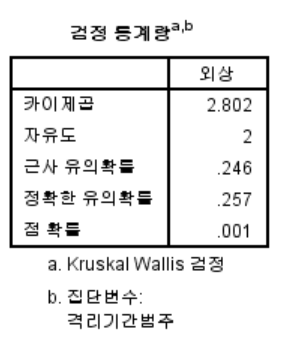 검정 통계량a,b
외상
카이제곱 2.802
자유도 2
근사 유의확률 .246
정확한 유의확률 .257
점 확률 .001
a. Kruskal Wallis 검정
b. 집단변수:
격리기간범주